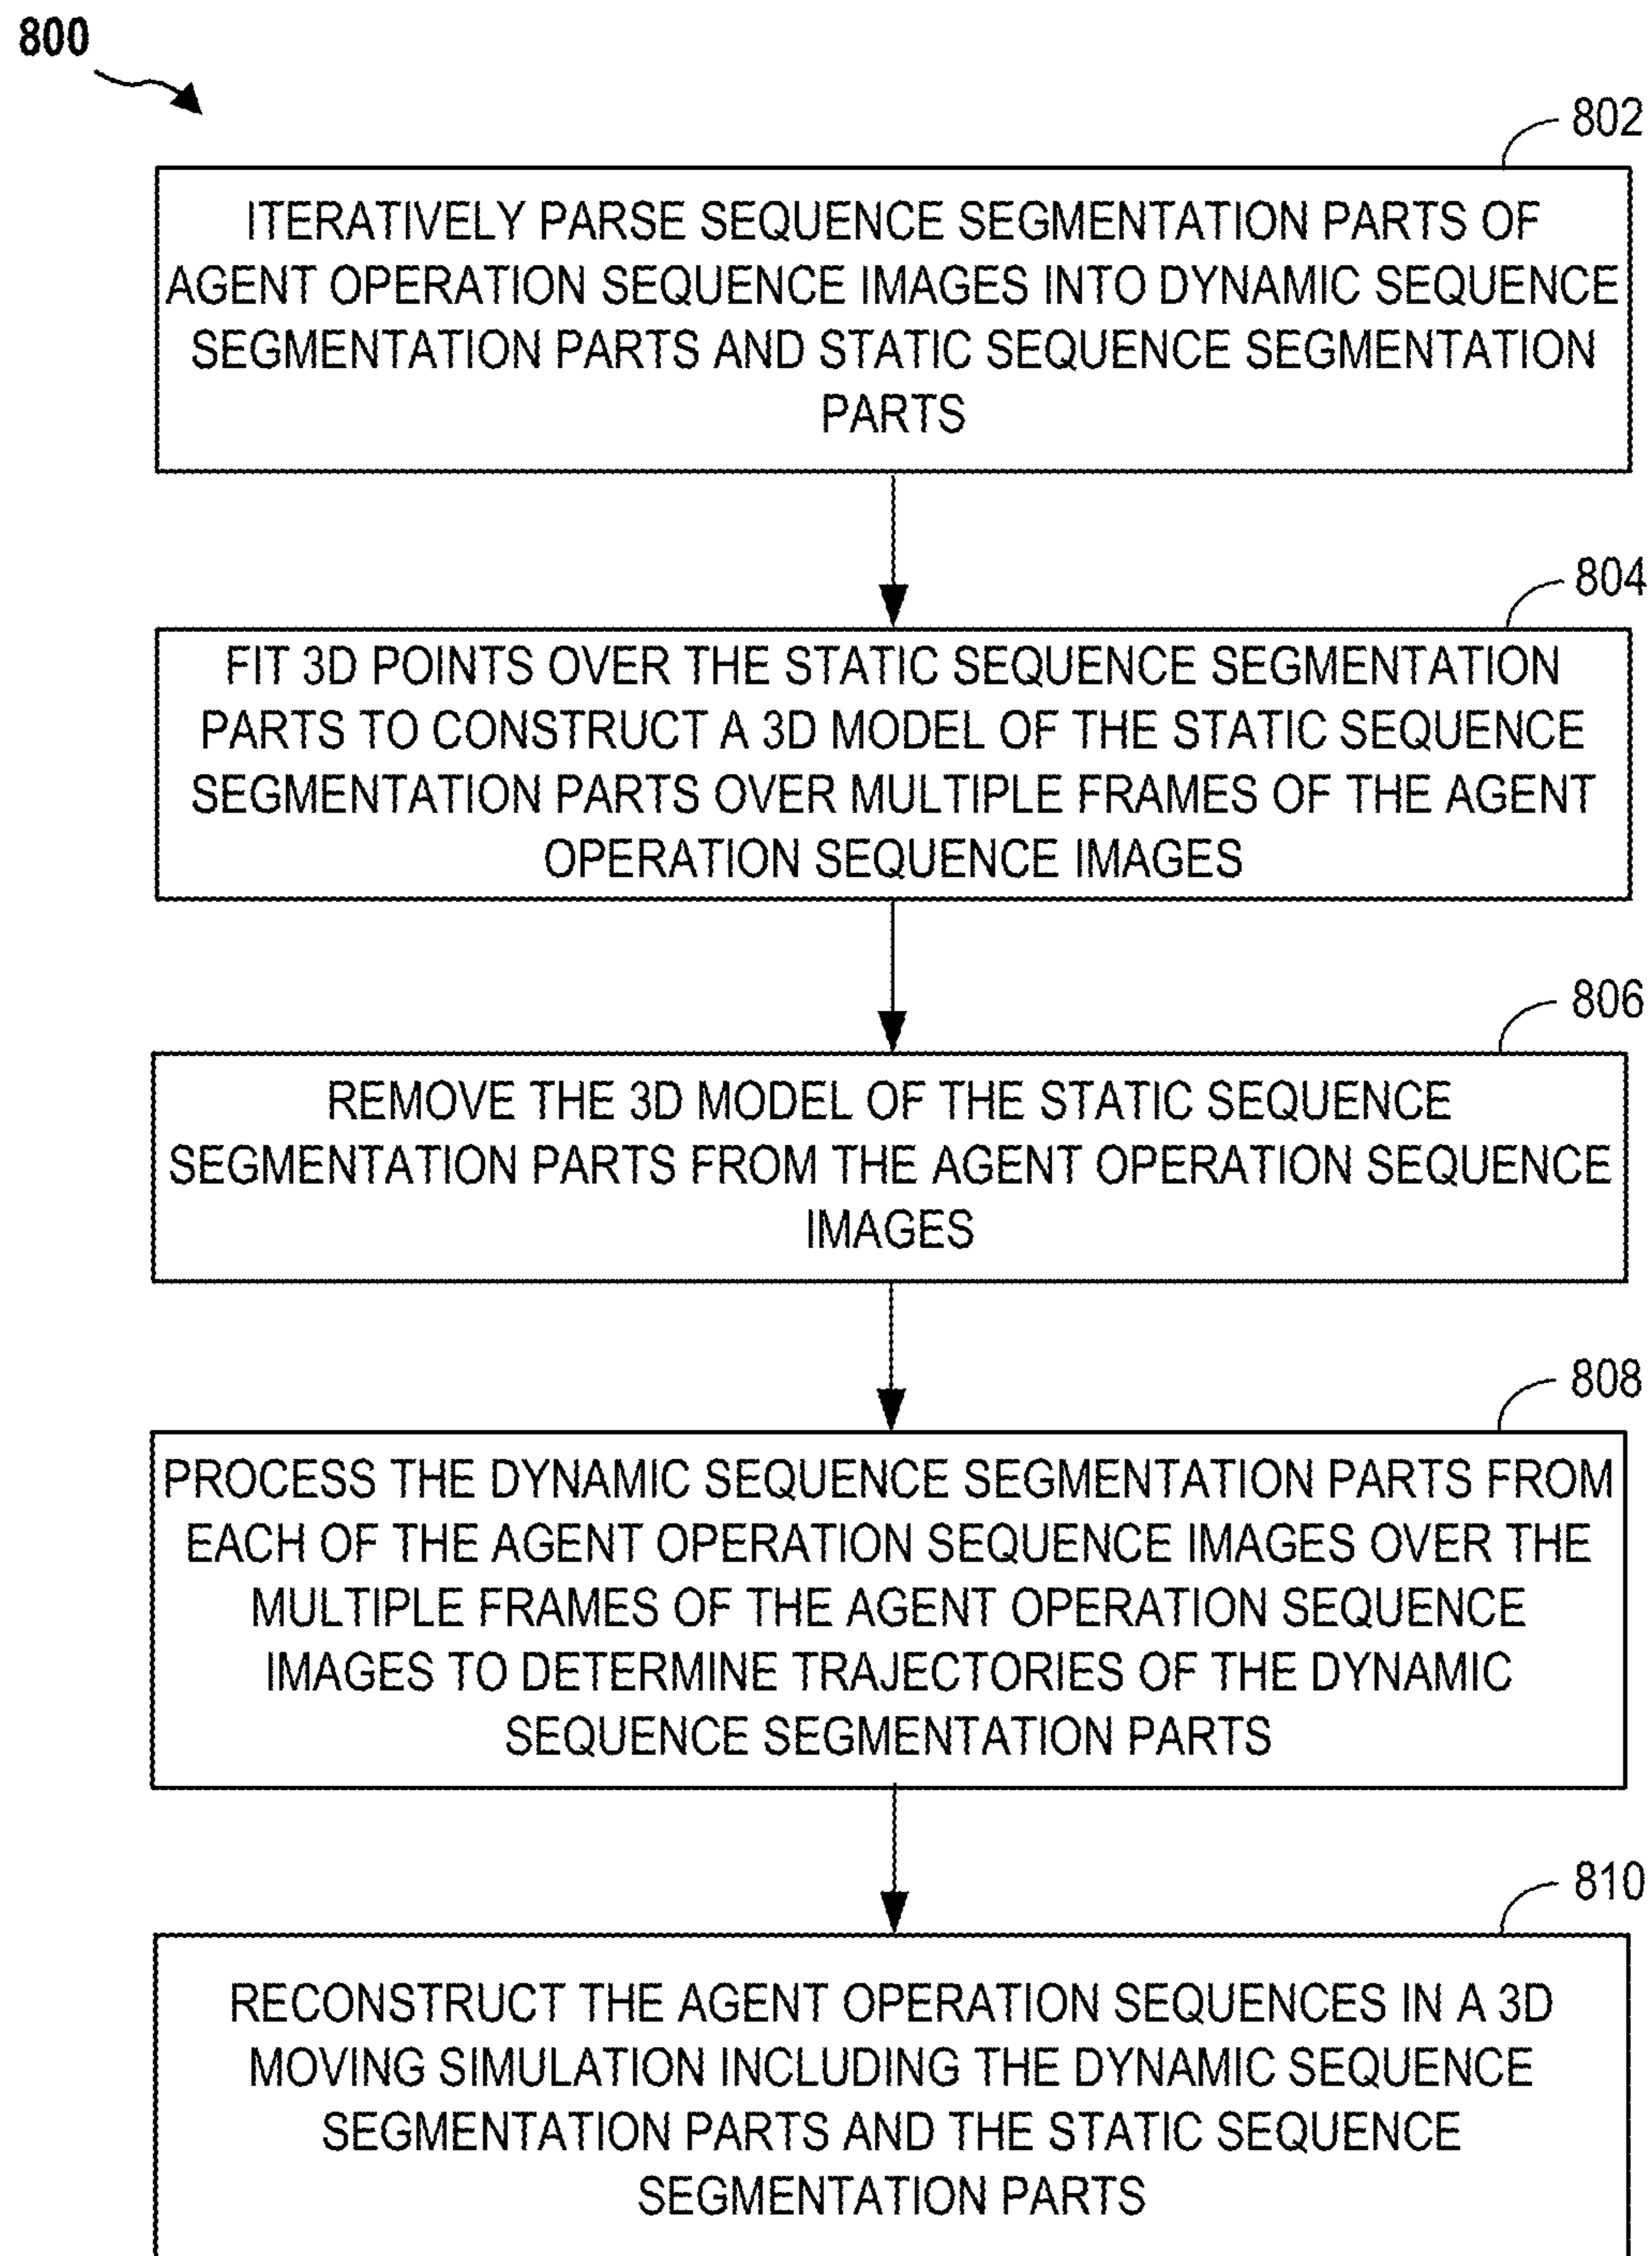 800
802
ITERATIVELY PARSE SEQUENCE SEGMENTATION PARTS OF
AGENT OPERATION SEQUENCE IMAGES INTO DYNAMIC SEQUENCE
SEGMENTATION PARTS AND STATIC SEQUENCE SEGMENTATION
PARTS
804
FIT 3D POINTS OVER THE STATIC SEQUENCE SEGMENTATION
PARTS TO CONSTRUCT A 3D MODEL OF THE STATIC SEQUENCE
SEGMENTATION PARTS OVER MULTIPLE FRAMES OF THE AGENT
OPERATION SEQUENCE IMAGES
806
REMOVE THE 3D MODEL OF THE STATIC SEQUENCE
SEGMENTATION PARTS FROM THE AGENT OPERATION SEQUENCE
IMAGES
808
PROCESS THE DYNAMIC SEQUENCE SEGMENTATION PARTS FROM
EACH OF THE AGENT OPERATION SEQUENCE IMAGES OVER THE
MULTIPLE FRAMES OF THE AGENT OPERATION SEQUENCE
IMAGES TO DETERMINE TRAJECTORIES OF THE DYNAMIC
SEQUENCE SEGMENTATION PARTS
810
RECONSTRUCT THE AGENT OPERATION SEQUENCES IN A 3D
MOVING SIMULATION INCLUDING THE DYNAMIC SEQUENCE
SEGMENTATION PARTS AND THE STATIC SEQUENCE
SEGMENTATION PARTS